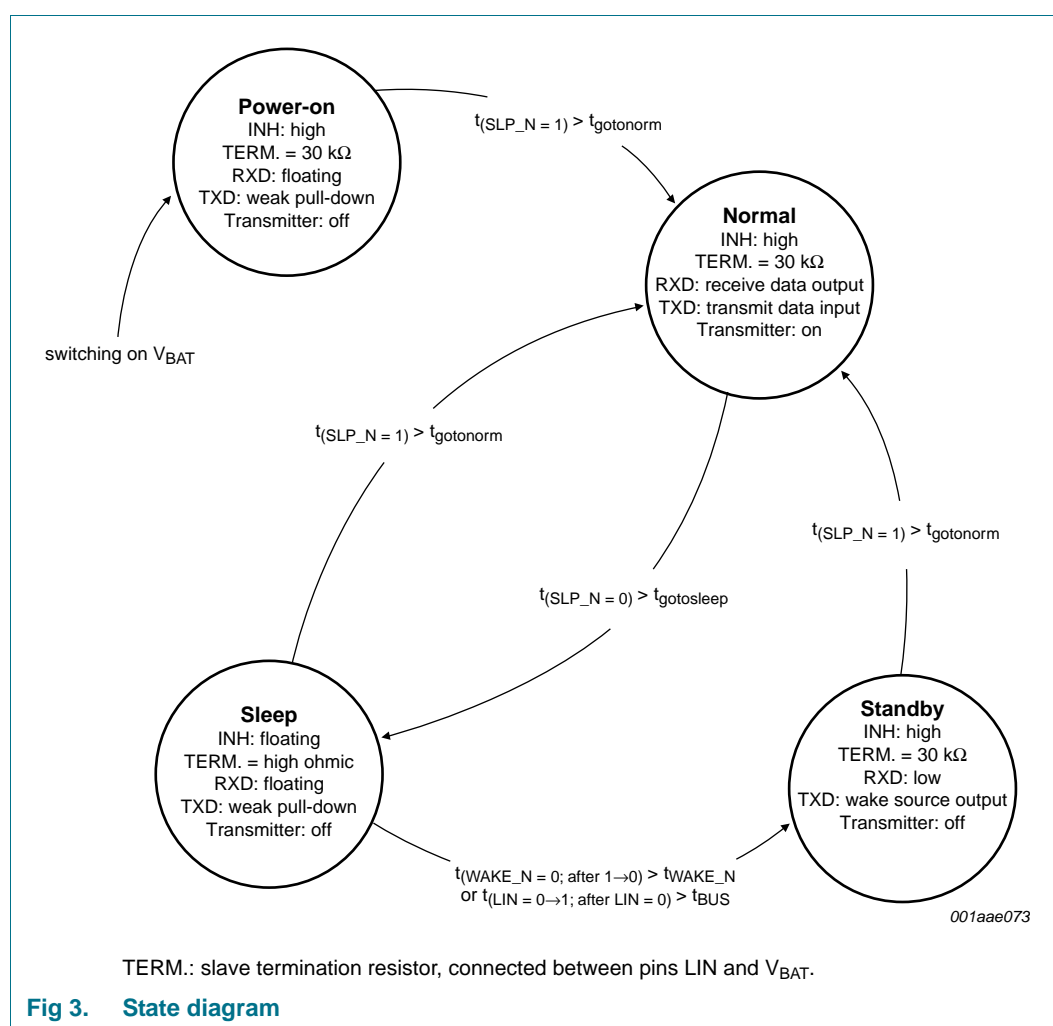 Power-on
INH: high
TERM. = 30 kΩ
RXD: floating
TXD: weak pull-down
Transmitter: off
t(SLP_N = 1) > tgotonorm
Normal
INH: high
TERM. = 30 kΩ
RXD: receive data output
TXD: transmit data input
Transmitter: on
switching on VBAT
t(SLP_N = 1) > tgotonorm
t(SLP_N = 1) > tgotonorm
t(SLP_N = 0) > tgotosleep
Sleep
INH: floating
TERM. = high ohmic
RXD: floating
TXD: weak pull-down
Transmitter: off
Standby
INH: high
TERM. = 30 kΩ
RXD: low
TXD: wake source output
Transmitter: off
t(WAKE_N = 0; after 1→0) > tWAKE_N
or t(LIN = 0→1; after LIN = 0) > tBUS
001aae073
TERM.: slave termination resistor, connected between pins LIN and VBAT.
Fig 3. State diagram